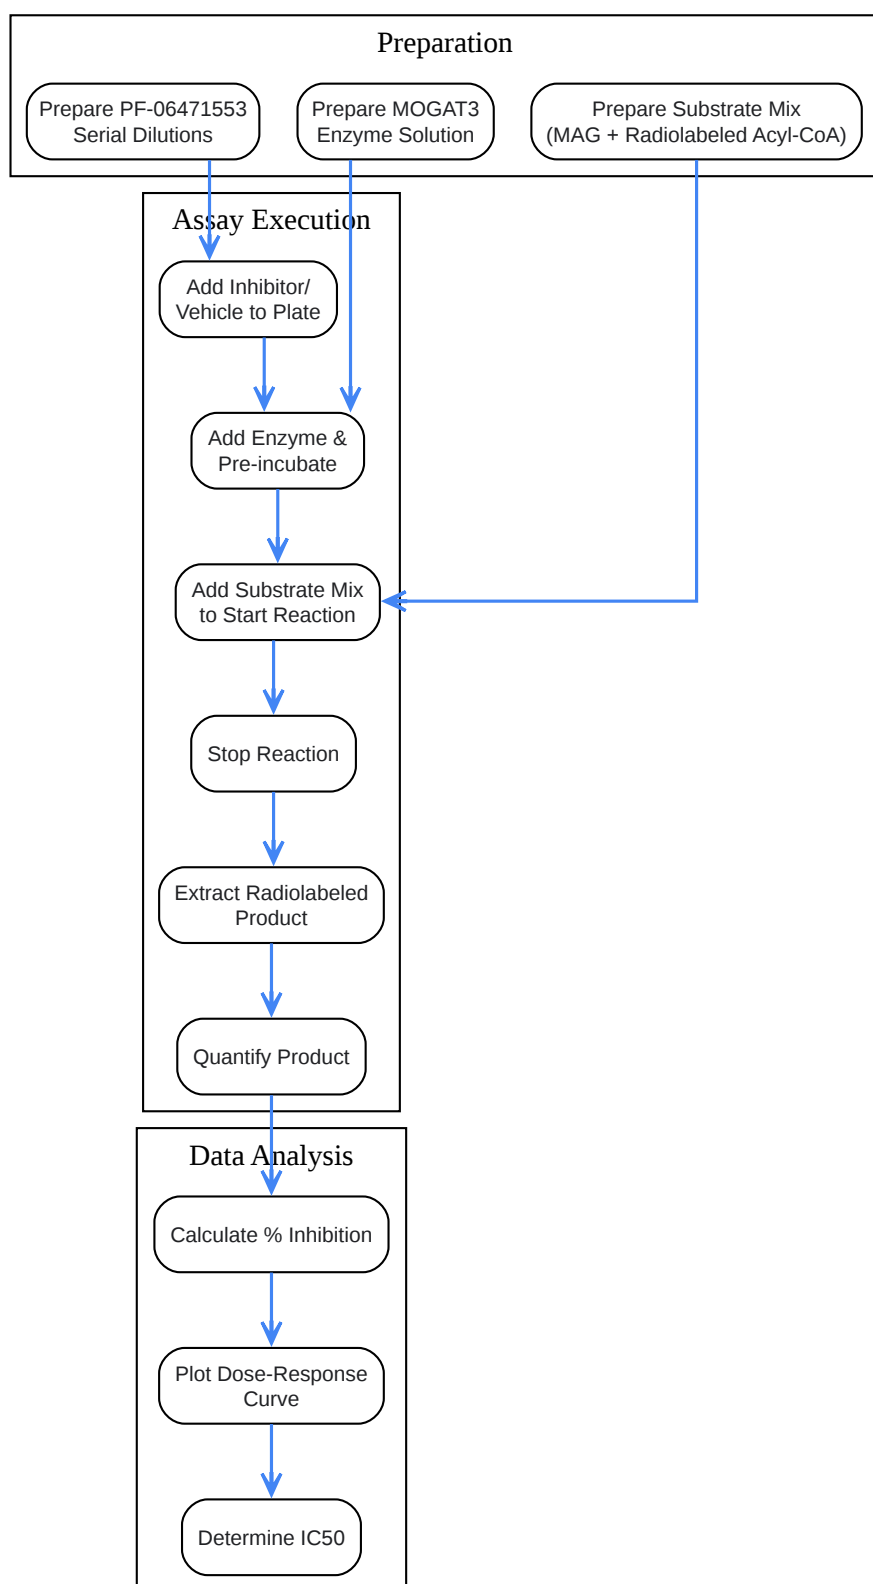 Preparation
Prepare PF-06471553
Serial Dilutions
Prepare MOGAT3
Enzyme Solution
Prepare Substrate Mix
(MAG + Radiolabeled Acyl-CoA)
Assay Execution
Add Inhibitor/
Vehicle to Plate
Add Enzyme &
Pre-incubate
Add Substrate Mix
to Start Reaction
Stop Reaction
Extract Radiolabeled
Product
Quantify Product
Data Analysis
Calculate % Inhibition
Plot Dose-Response
Curve
Determine IC50